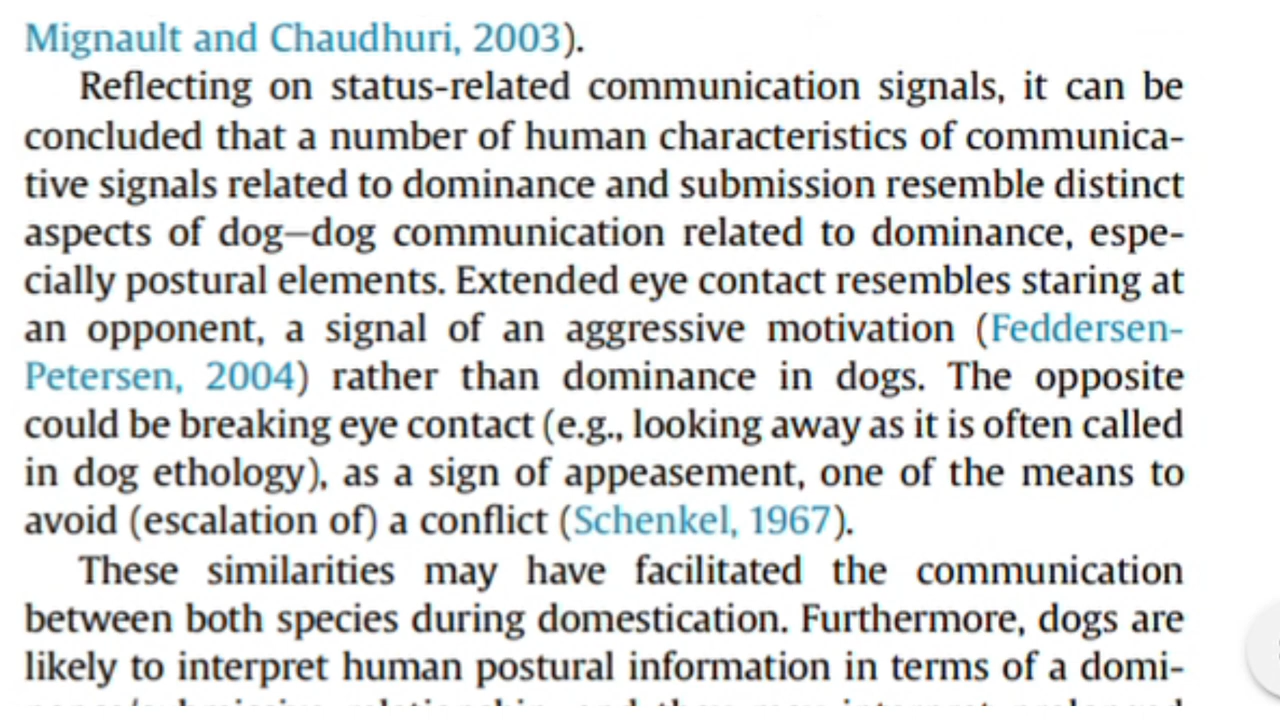 Mignault and Chaudhuri, 2003).
Reflecting on status-related communication signals, it can be
concluded that a number of human characteristics of communica-
tive signals related to dominance and submission resemble distinct
aspects of dog–dog communication related to dominance, espe-
cially postural elements. Extended eye contact resembles staring at
an opponent, a signal of an aggressive motivation (Feddersen-
Petersen, 2004) rather than dominance in dogs. The opposite
could be breaking eye contact (e.g., looking away as it is often called
in dog ethology), as a sign of appeasement, one of the means to
avoid (escalation of) a conflict (Schenkel, 1967).
These similarities may have facilitated the communication
between both species during domestication. Furthermore, dogs are
likely to interpret human postural information in terms of a domi-